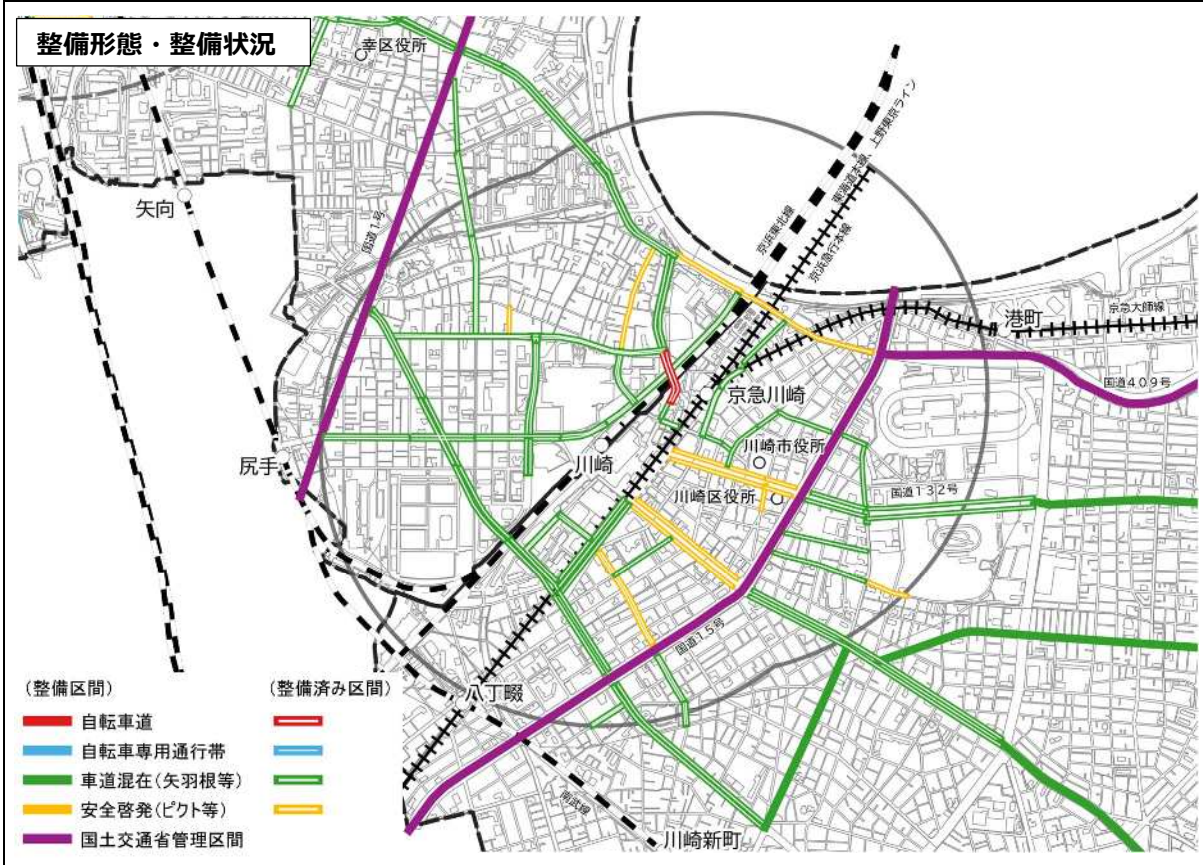 整備形態・整備状況
幸区役所
矢向
国道1号
京浜東北線
東海道本線、上野東京ライン
京浜急行本線
港町
京急大師線
国道409号
京急川崎
川崎市役所
尻手
川崎
川崎区役所
国道132号
国道15号
八丁畷
南武線
川崎新町
(整備区間)
(整備済み区間)
自転車道
自転車専用通行帯
車道混在(矢羽根等)
安全啓発(ピクト等)
国土交通省管理区間